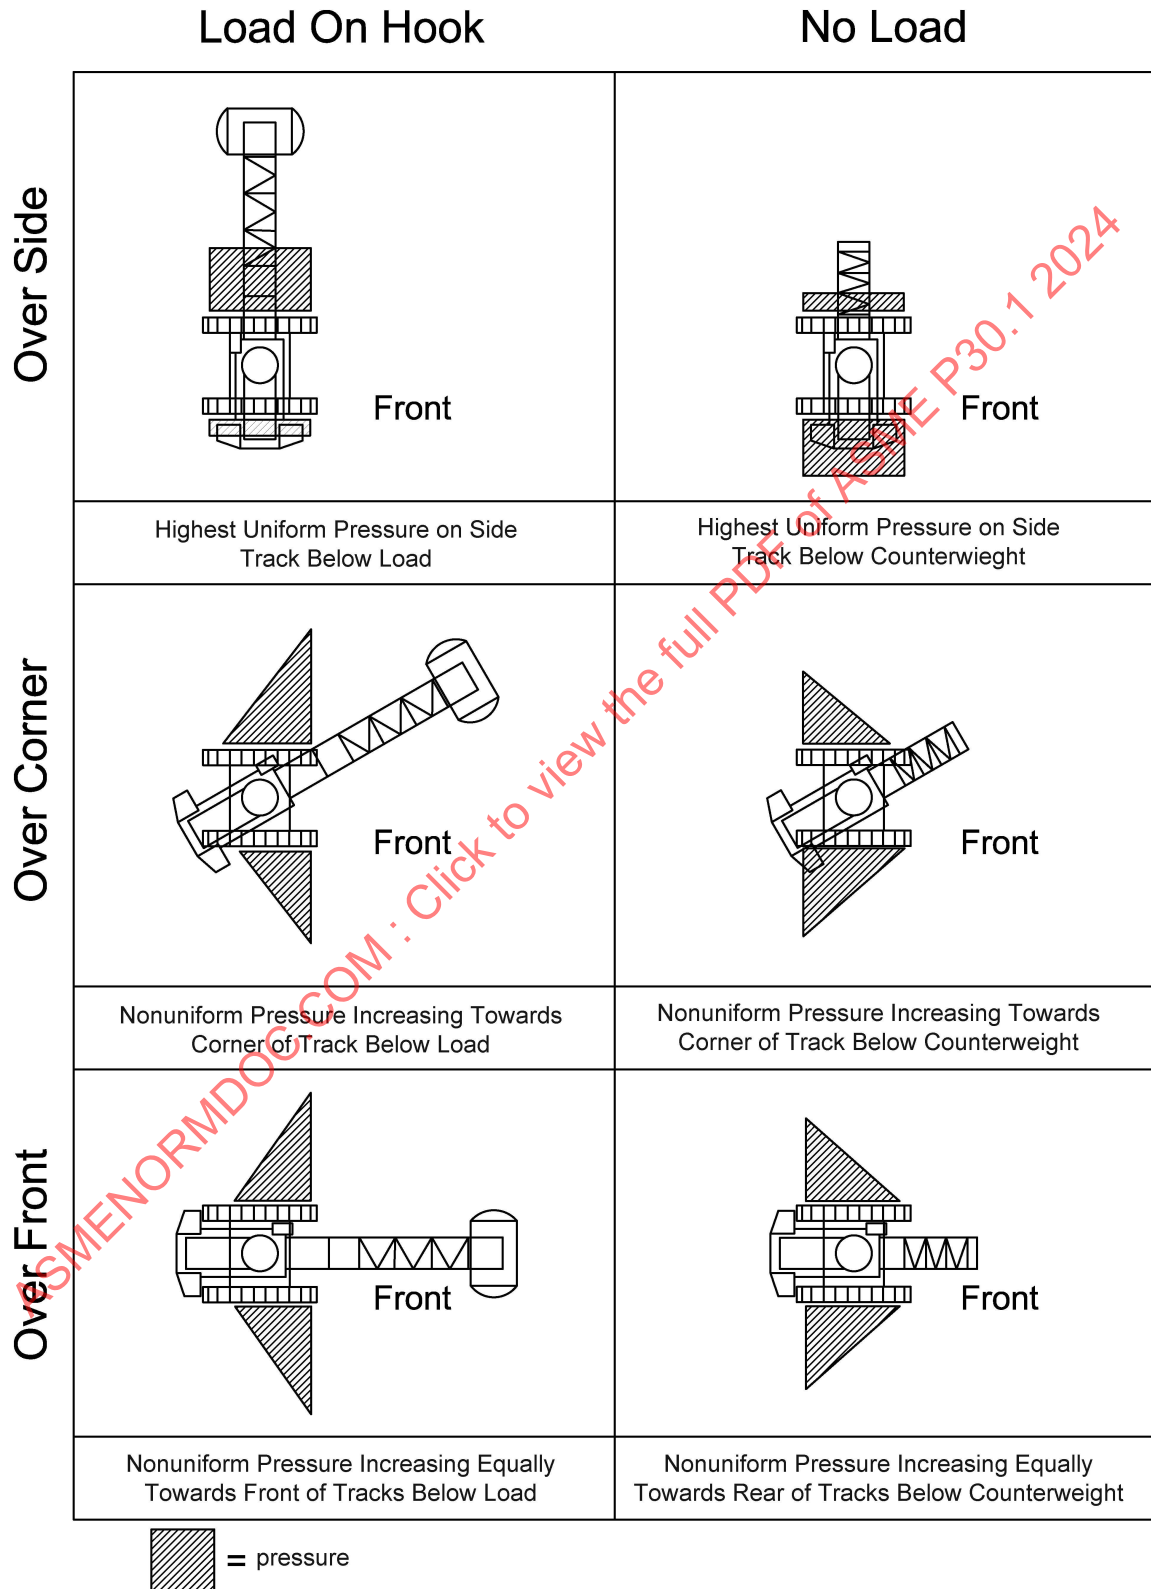 Load On Hook
No Load
Over Side
Front
Front
Highest Uniform Pressure on Side
Track Below Load
Highest Uniform Pressure on Side
Track Below Counterwieght
Over Corner
Front
Front
Nonuniform Pressure Increasing Towards
Corner of Track Below Load
Nonuniform Pressure Increasing Towards
Corner of Track Below Counterweight
Over Front
Front
Front
Nonuniform Pressure Increasing Equally
Towards Front of Tracks Below Load
Nonuniform Pressure Increasing Equally
Towards Rear of Tracks Below Counterweight
= pressure
ASMENORMDOC.COM : Click to view the full PDF of ASME P30.1 2024